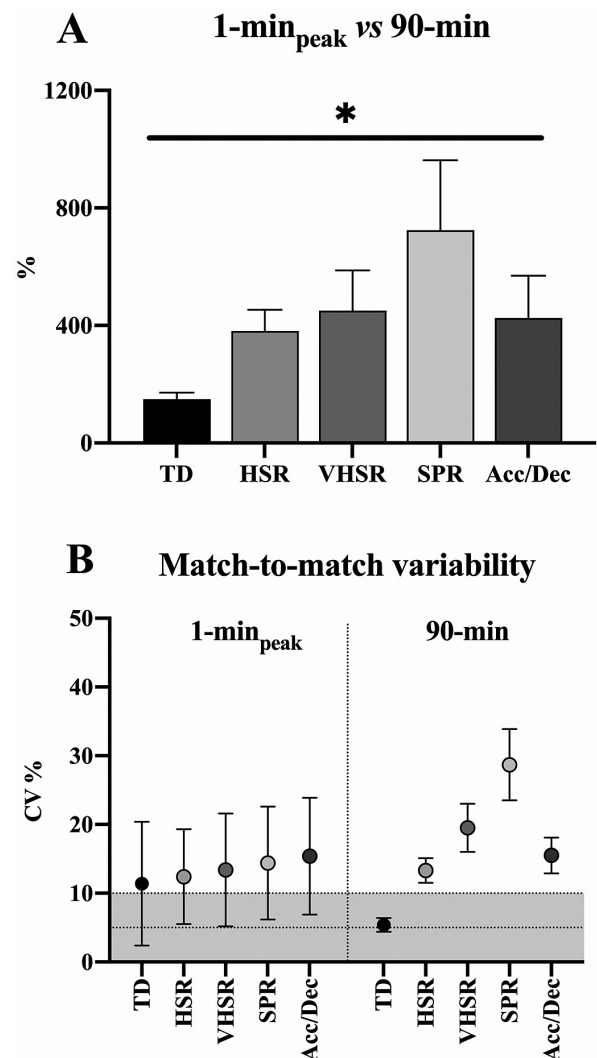 A
1-minpeak vs 90-min
*
1200
800
400
0
%
TD HSR VHSR SPR Acc/Dec
B
Match-to-match variability
1-minpeak 90-min
50
40
30
20
10
0
CV %
TD HSR VHSR SPR Acc/Dec TD HSR VHSR SPR Acc/Dec